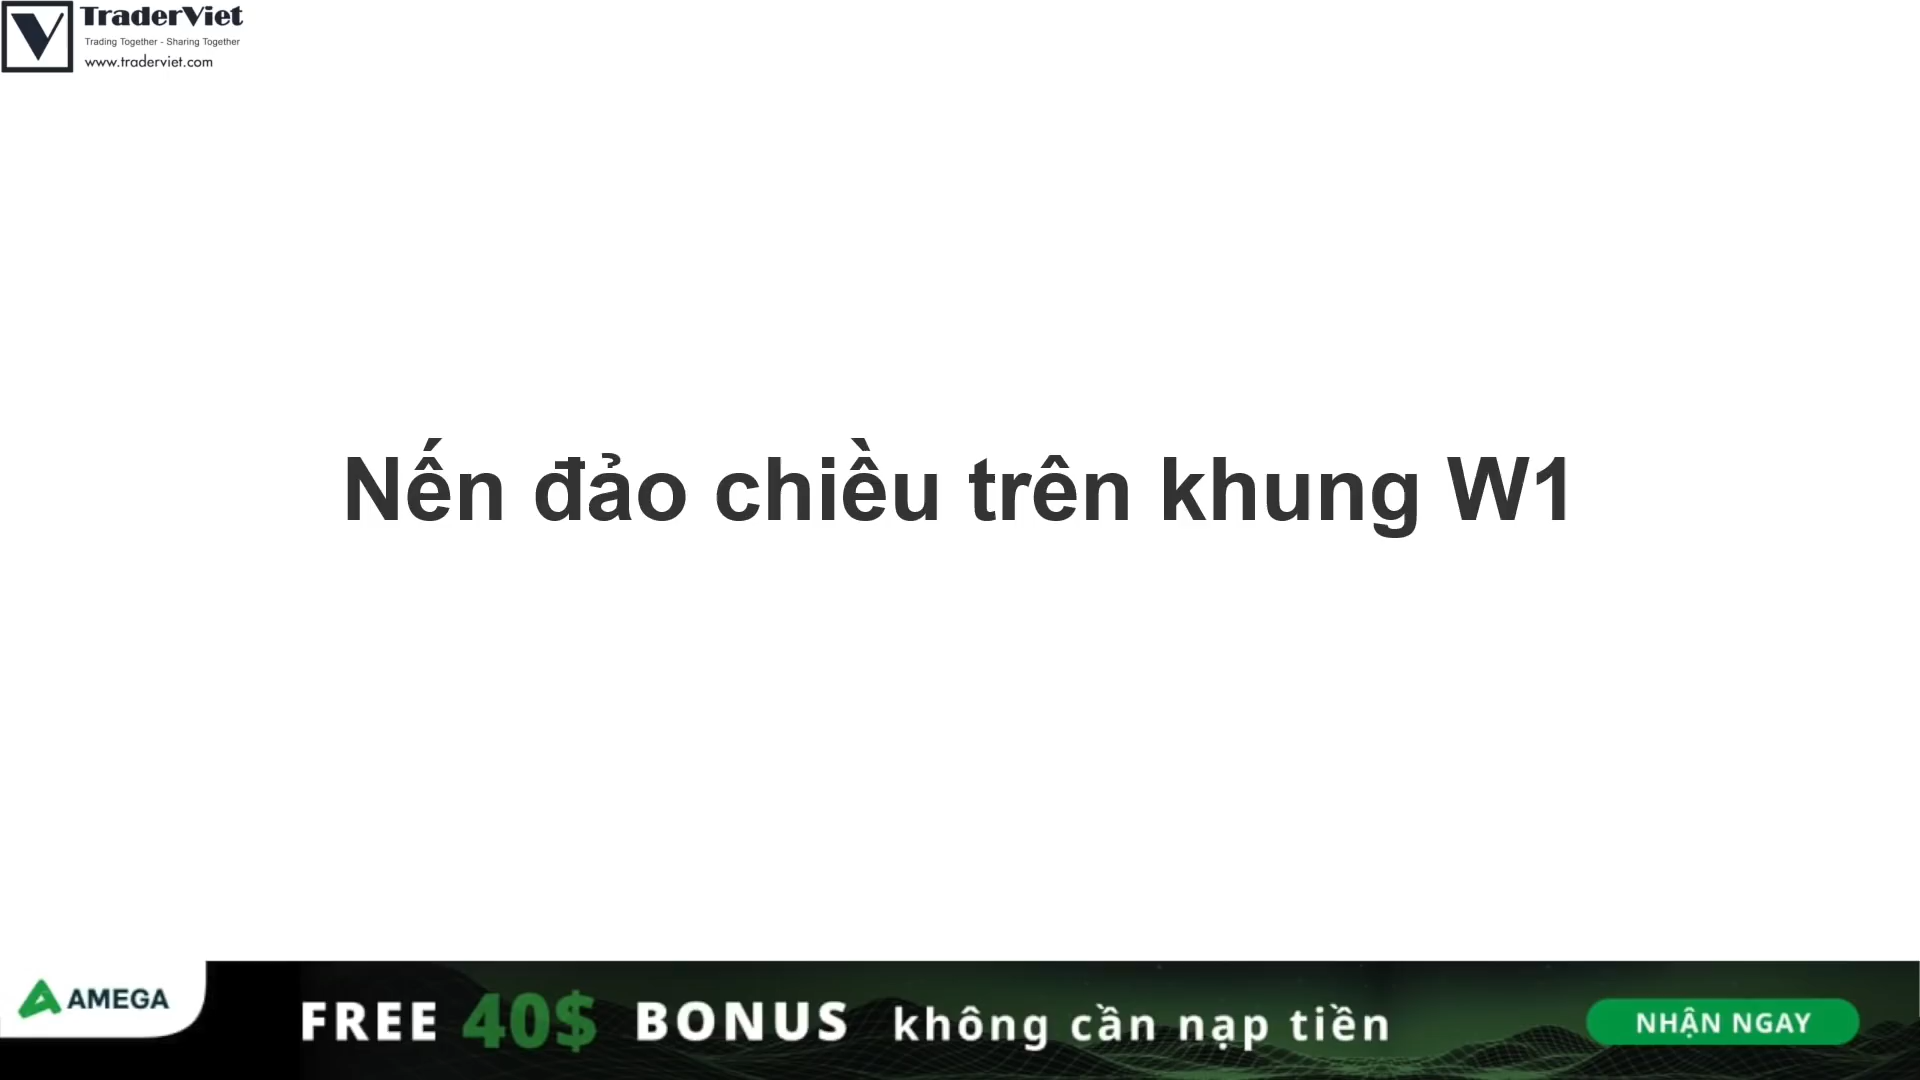 TraderViet
Trading Together - Sharing Together
www.traderviet.com
Nến đảo chiều trên khung W1
AMEGA
FREE 40$ BONUS không cần nạp tiền
NHẬN NGAY